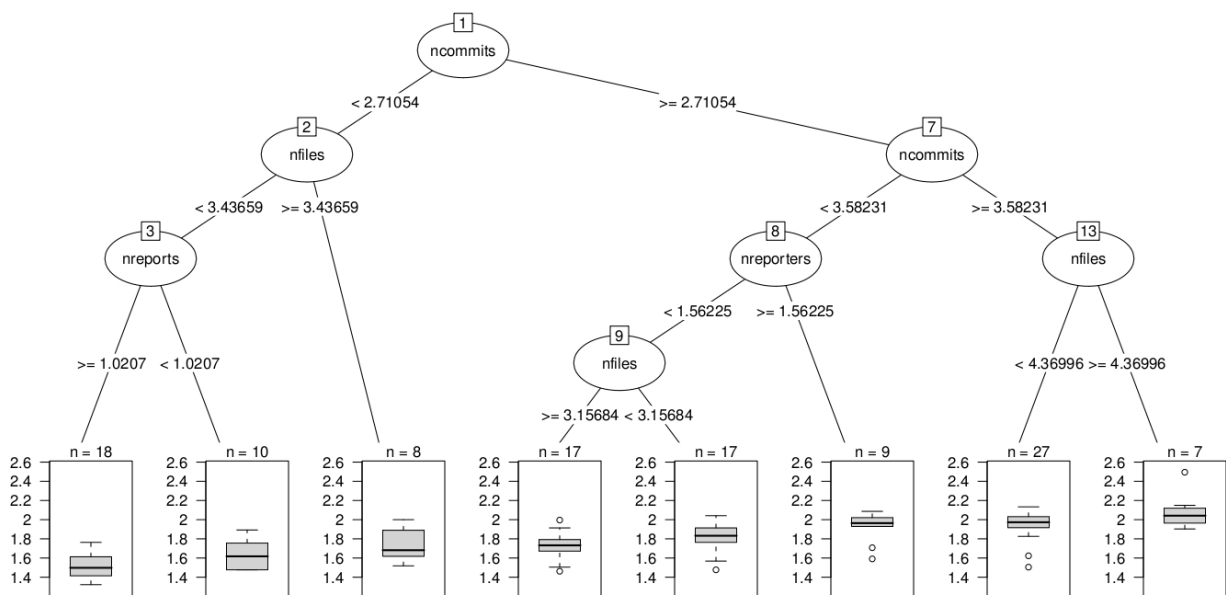 1
ncommits
< 2.71054 >= 2.71054
2 7
nfiles ncommits
< 3.43659 >= 3.43659 < 3.58231 >= 3.58231
3 8 13
nreports nreporters nfiles
< 1.56225 >= 1.56225
9
nfiles
>= 1.0207 < 1.0207 < 4.36996 >= 4.36996
>= 3.15684 < 3.15684
n = 18 n = 10 n = 8 n = 17 n = 17 n = 9 n = 27 n = 7
2.6 2.6 2.6 2.6 2.6 2.6 2.6 2.6
2.4 2.4 2.4 2.4 2.4 2.4 2.4 2.4
2.2 2.2 2.2 2.2 2.2 2.2 2.2 2.2
2 2 2 2 2 2 2 2
1.8 1.8 1.8 1.8 1.8 1.8 1.8 1.8
1.6 1.6 1.6 1.6 1.6 1.6 1.6 1.6
1.4 1.4 1.4 1.4 1.4 1.4 1.4 1.4